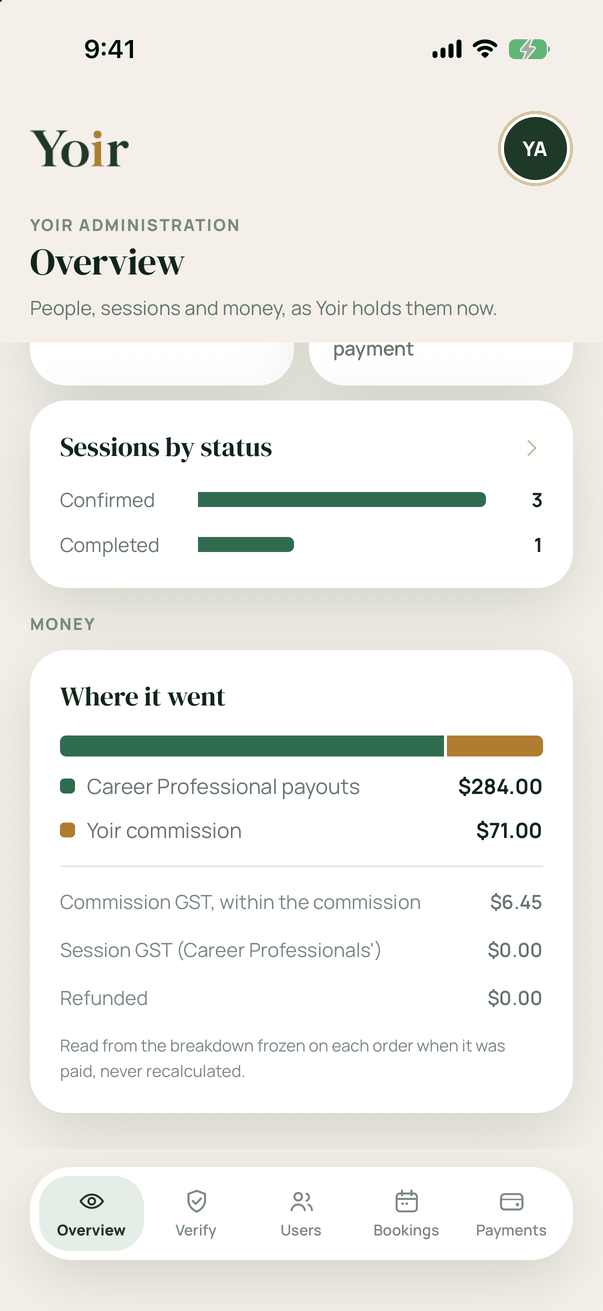 9:41
Yoir
YA
YOIR ADMINISTRATION
Overview
People, sessions and money, as Yoir holds them now.
payment
Sessions by status
Confirmed 3
Completed 1
MONEY
Where it went
Career Professional payouts $284.00
Yoir commission $71.00
Commission GST, within the commission $6.45
Session GST (Career Professionals') $0.00
Refunded $0.00
Read from the breakdown frozen on each order when it was
paid, never recalculated.
Overview Verify Users Bookings Payments